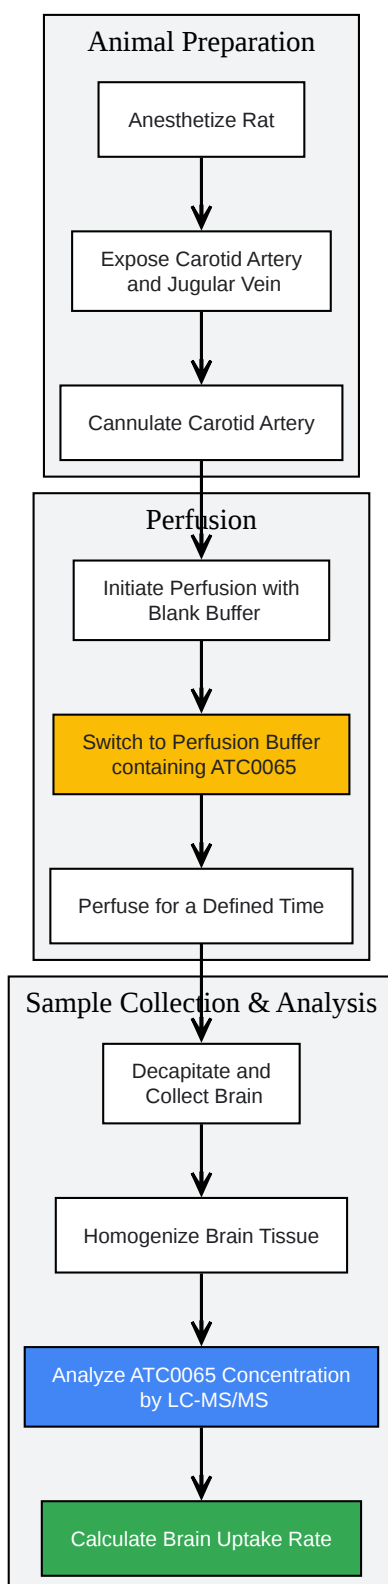 Animal Preparation
Anesthetize Rat
Expose Carotid Artery
and Jugular Vein
Cannulate Carotid Artery
Perfusion
Initiate Perfusion with
Blank Buffer
Switch to Perfusion Buffer
containing ATC0065
Perfuse for a Defined Time
Sample Collection & Analysis
Decapitate and
Collect Brain
Homogenize Brain Tissue
Analyze ATC0065 Concentration
by LC-MS/MS
Calculate Brain Uptake Rate